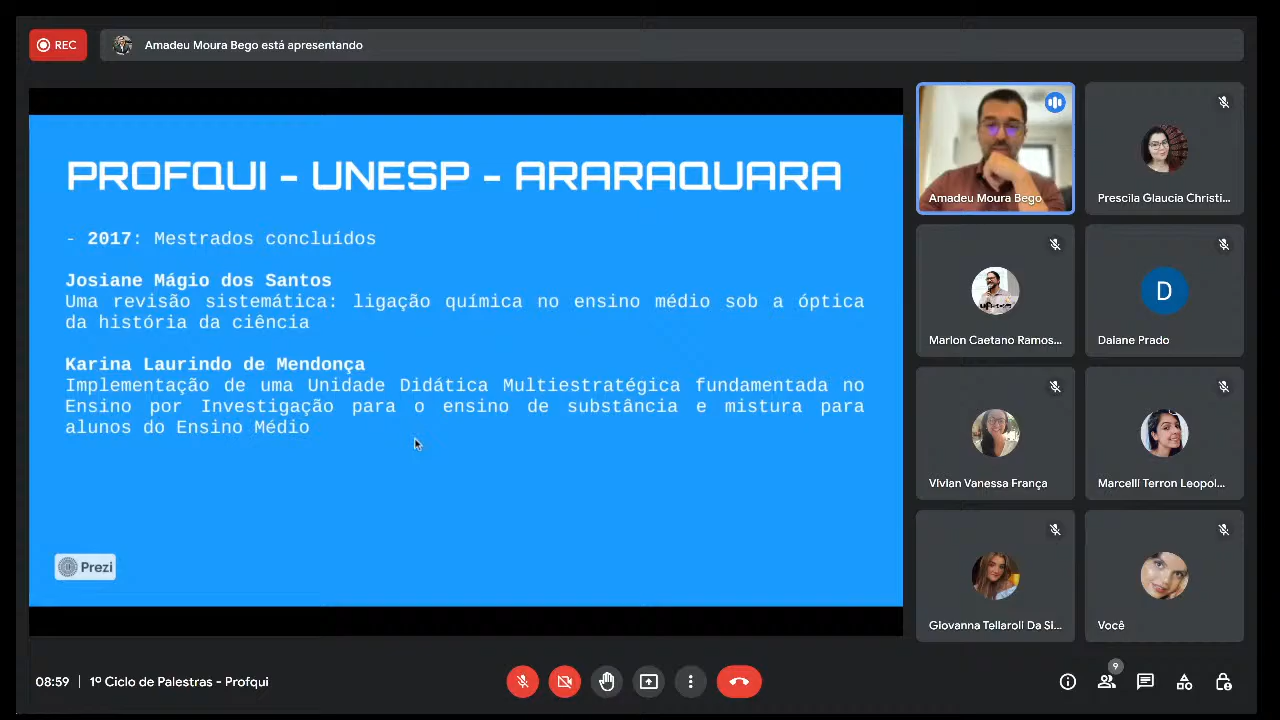 REC
Amadeu Moura Bego está apresentando
PROFQUI - UNESP - ARARAQUARA
- 2017: Mestrados concluídos
Josiane Mágio dos Santos
Uma revisão sistemática: ligação química no ensino médio sob a óptica
da história da ciência
Karina Laurindo de Mendonça
Implementação de uma Unidade Didática Multiestratégica fundamentada no
Ensino por Investigação para o ensino de substância e mistura para
alunos do Ensino Médio
Prezi
Amadeu Moura Bego
Prescila Glaucia Christi...
Marlon Caetano Ramos...
D
Daiane Prado
Vivian Vanessa França
Marcelli Terron Leopol...
Giovanna Tellaroli Da Si...
Você
08:59 | 1º Ciclo de Palestras - Profqui
9